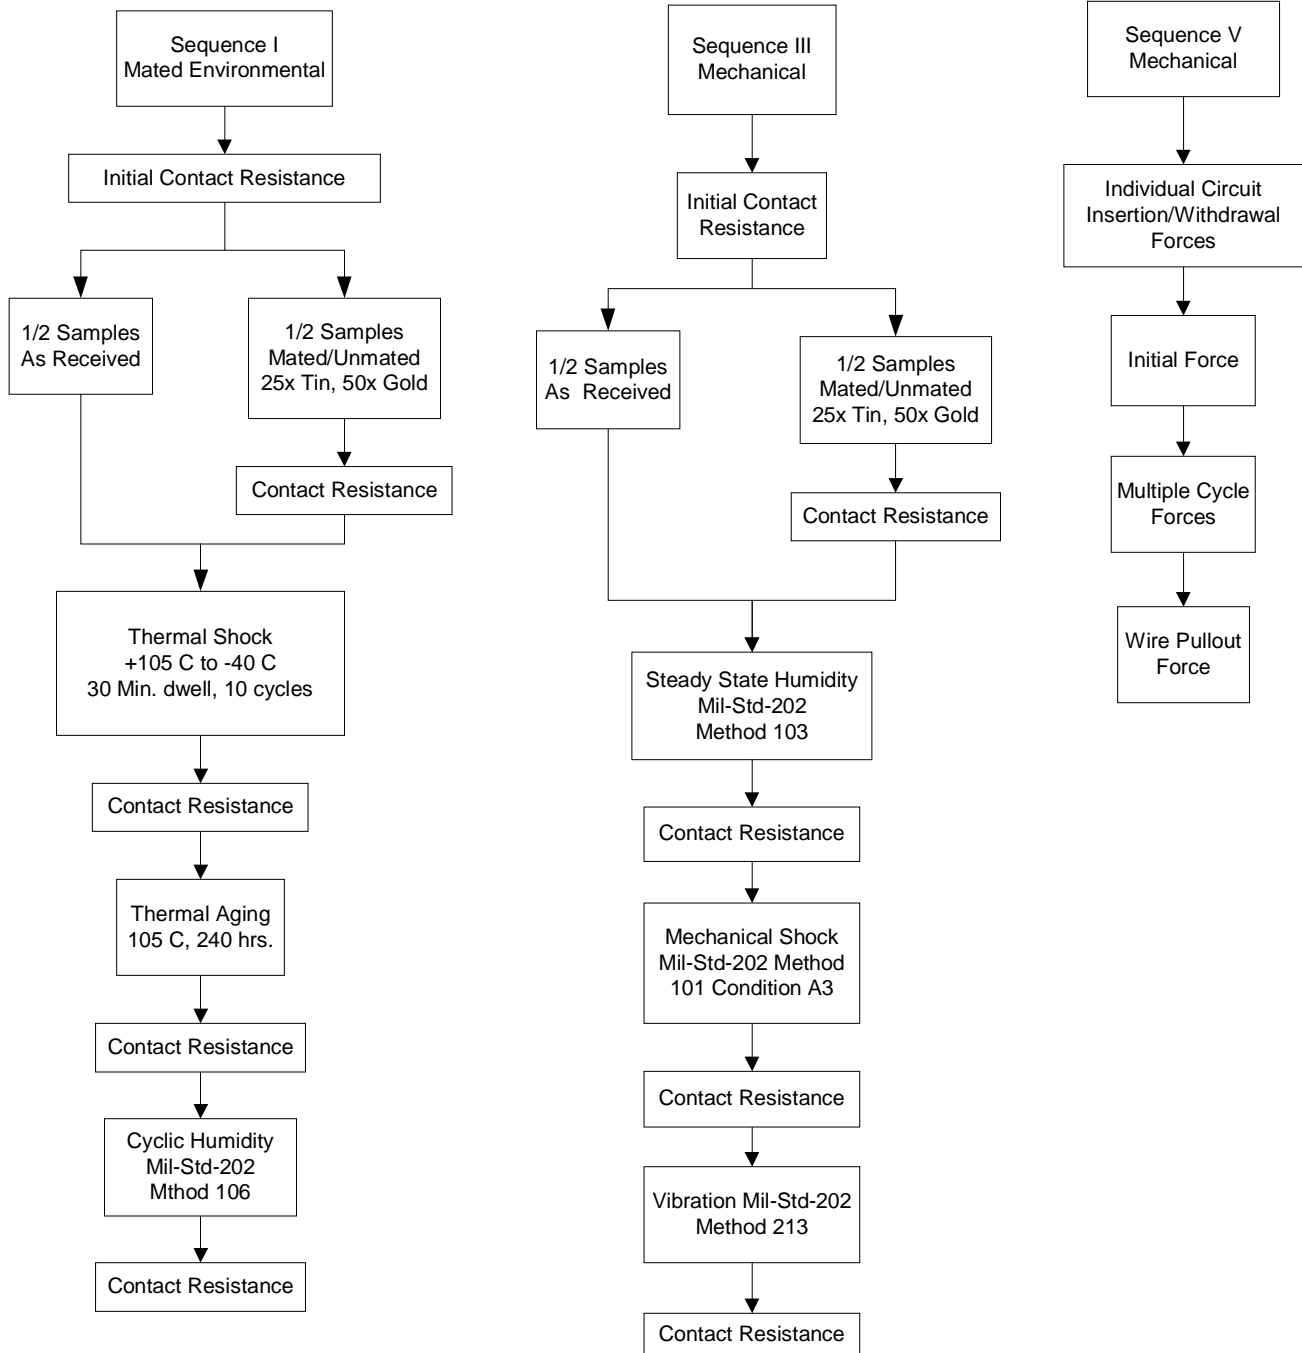 Sequence I
Mated Environmental
Initial Contact Resistance
1/2 Samples
As Received
1/2 Samples
Mated/Unmated
25x Tin, 50x Gold
Contact Resistance
Thermal Shock
+105 C to -40 C
30 Min. dwell, 10 cycles
Contact Resistance
Thermal Aging
105 C, 240 hrs.
Contact Resistance
Cyclic Humidity
Mil-Std-202
Mthod 106
Contact Resistance
Sequence III
Mechanical
Initial Contact
Resistance
1/2 Samples
As Received
1/2 Samples
Mated/Unmated
25x Tin, 50x Gold
Contact Resistance
Steady State Humidity
Mil-Std-202
Method 103
Contact Resistance
Mechanical Shock
Mil-Std-202 Method
101 Condition A3
Contact Resistance
Vibration Mil-Std-202
Method 213
Contact Resistance
Sequence V
Mechanical
Individual Circuit
Insertion/Withdrawal
Forces
Initial Force
Multiple Cycle
Forces
Wire Pullout
Force